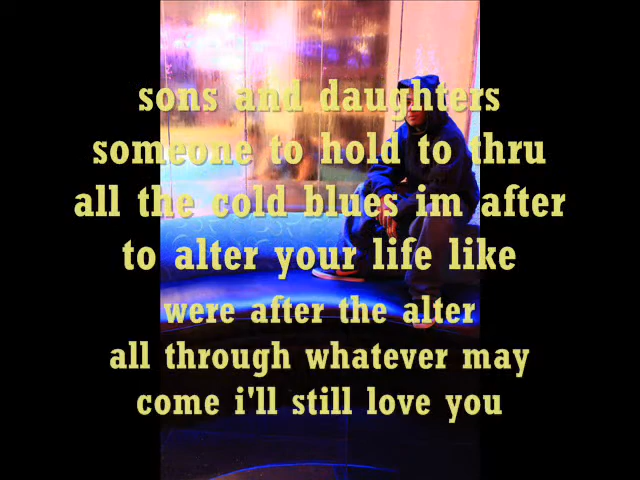 sons and daughters
someone to hold to thru
all the cold blues im after
to alter your life like
were after the alter
all through whatever may
come i'll still love you